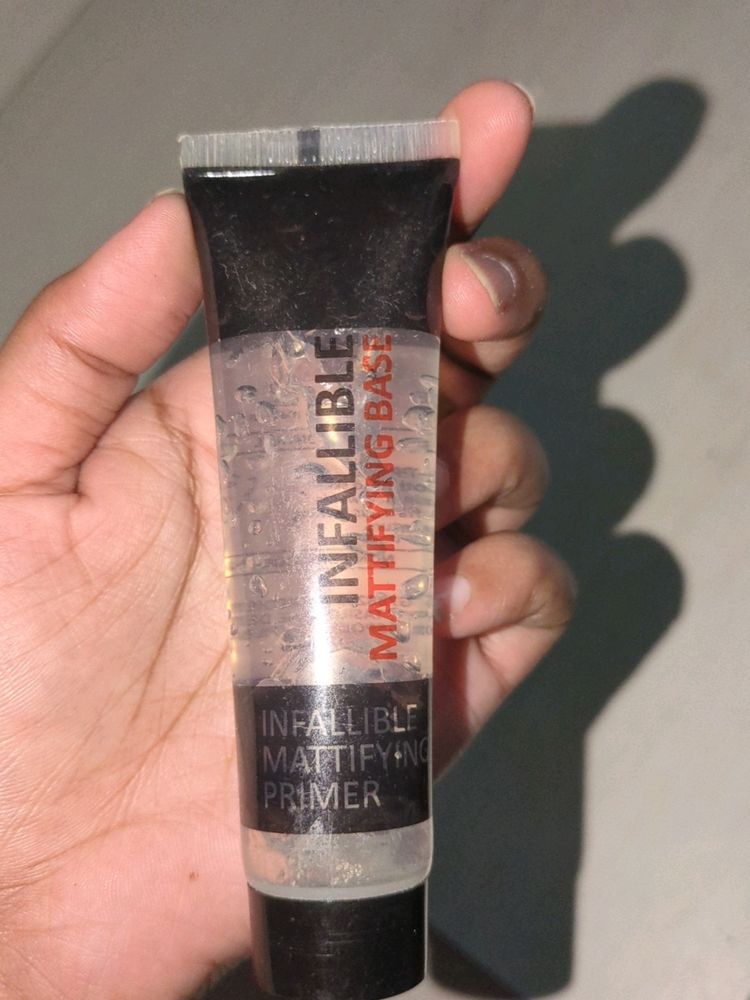 INFALLIBLE
MATTIFYING BASE
INFALLIBLE
MATTIFYING
PRIMER